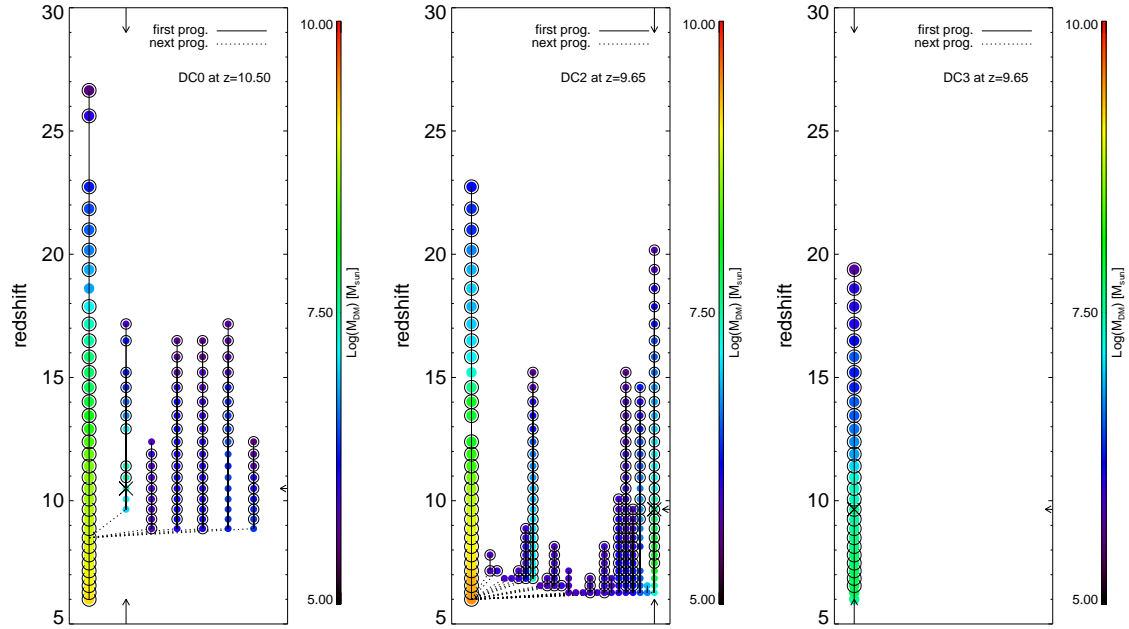 30
25
20
15
10
5
redshift
first prog.
next prog.
DC0 at z=10.50
10.00
7.50
5.00
Log(M_DM) [M_sun]
30
25
20
15
10
5
redshift
first prog.
next prog.
DC2 at z=9.65
10.00
7.50
5.00
Log(M_DM) [M_sun]
30
25
20
15
10
5
redshift
first prog.
next prog.
DC3 at z=9.65
10.00
7.50
5.00
Log(M_DM) [M_sun]